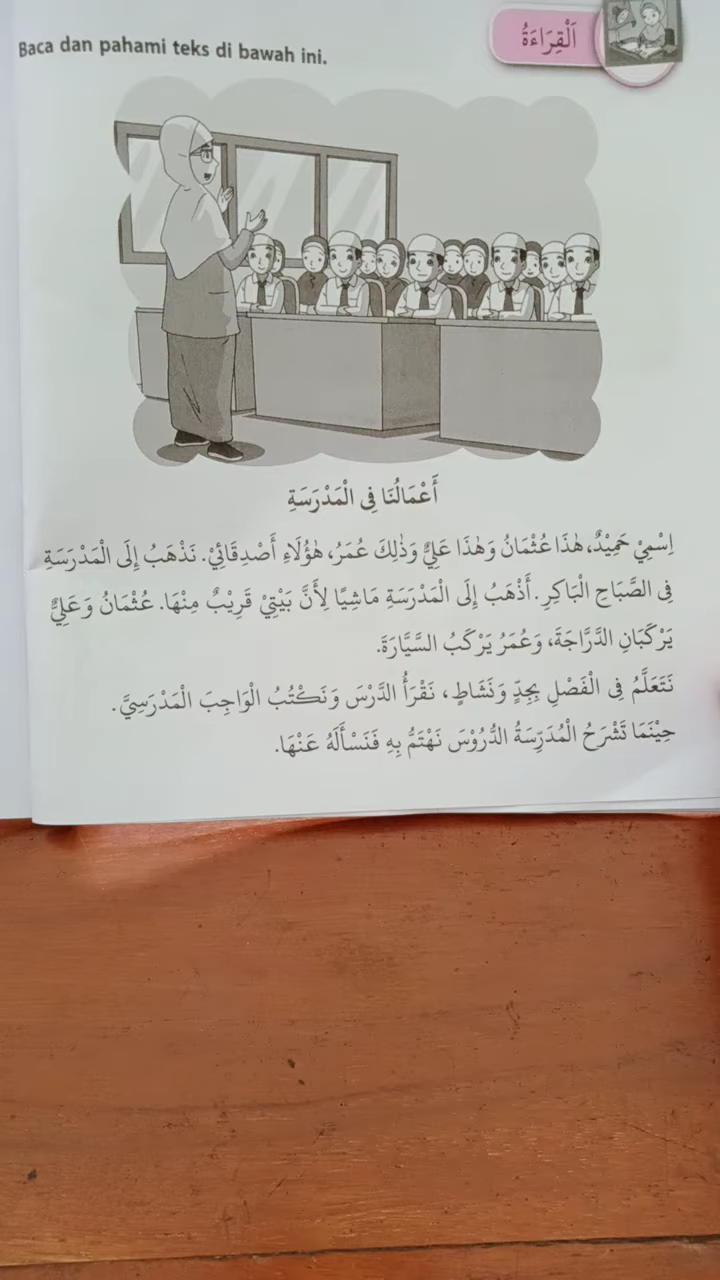 Baca dan pahami teks di bawah ini.
اَلْقِرَاءَةُ
أَعْمَالُنَا فِى الْمَدْرَسَةِ
اِسْمِيْ حَمِيْدٌ، هٰذَا عُثْمَانُ وَهٰذَا عَلِيٌّ وَذٰلِكَ عُمَرُ، هٰؤُلَاءِ أَصْدِقَائِيْ. نَذْهَبُ إِلَى الْمَدْرَسَةِ
فِى الصَّبَاحِ الْبَاكِرِ. أَذْهَبُ إِلَى الْمَدْرَسَةِ مَاشِيًا لِأَنَّ بَيْتِيْ قَرِيْبٌ مِنْهَا. عُثْمَانُ وَعَلِيٌّ
يَرْكَبَانِ الدَّرَّاجَةَ، وَعُمَرُ يَرْكَبُ السَّيَّارَةَ.
نَتَعَلَّمُ فِى الْفَصْلِ بِجِدٍّ وَنَشَاطٍ، نَقْرَأُ الدَّرْسَ وَنَكْتُبُ الْوَاجِبَ الْمَدْرَسِيَّ.
حِيْنَمَا تَشْرَحُ الْمُدَرِّسَةُ الدُّرُوْسَ نَهْتَمُّ بِهِ فَنَسْأَلَهُ عَنْهَا.